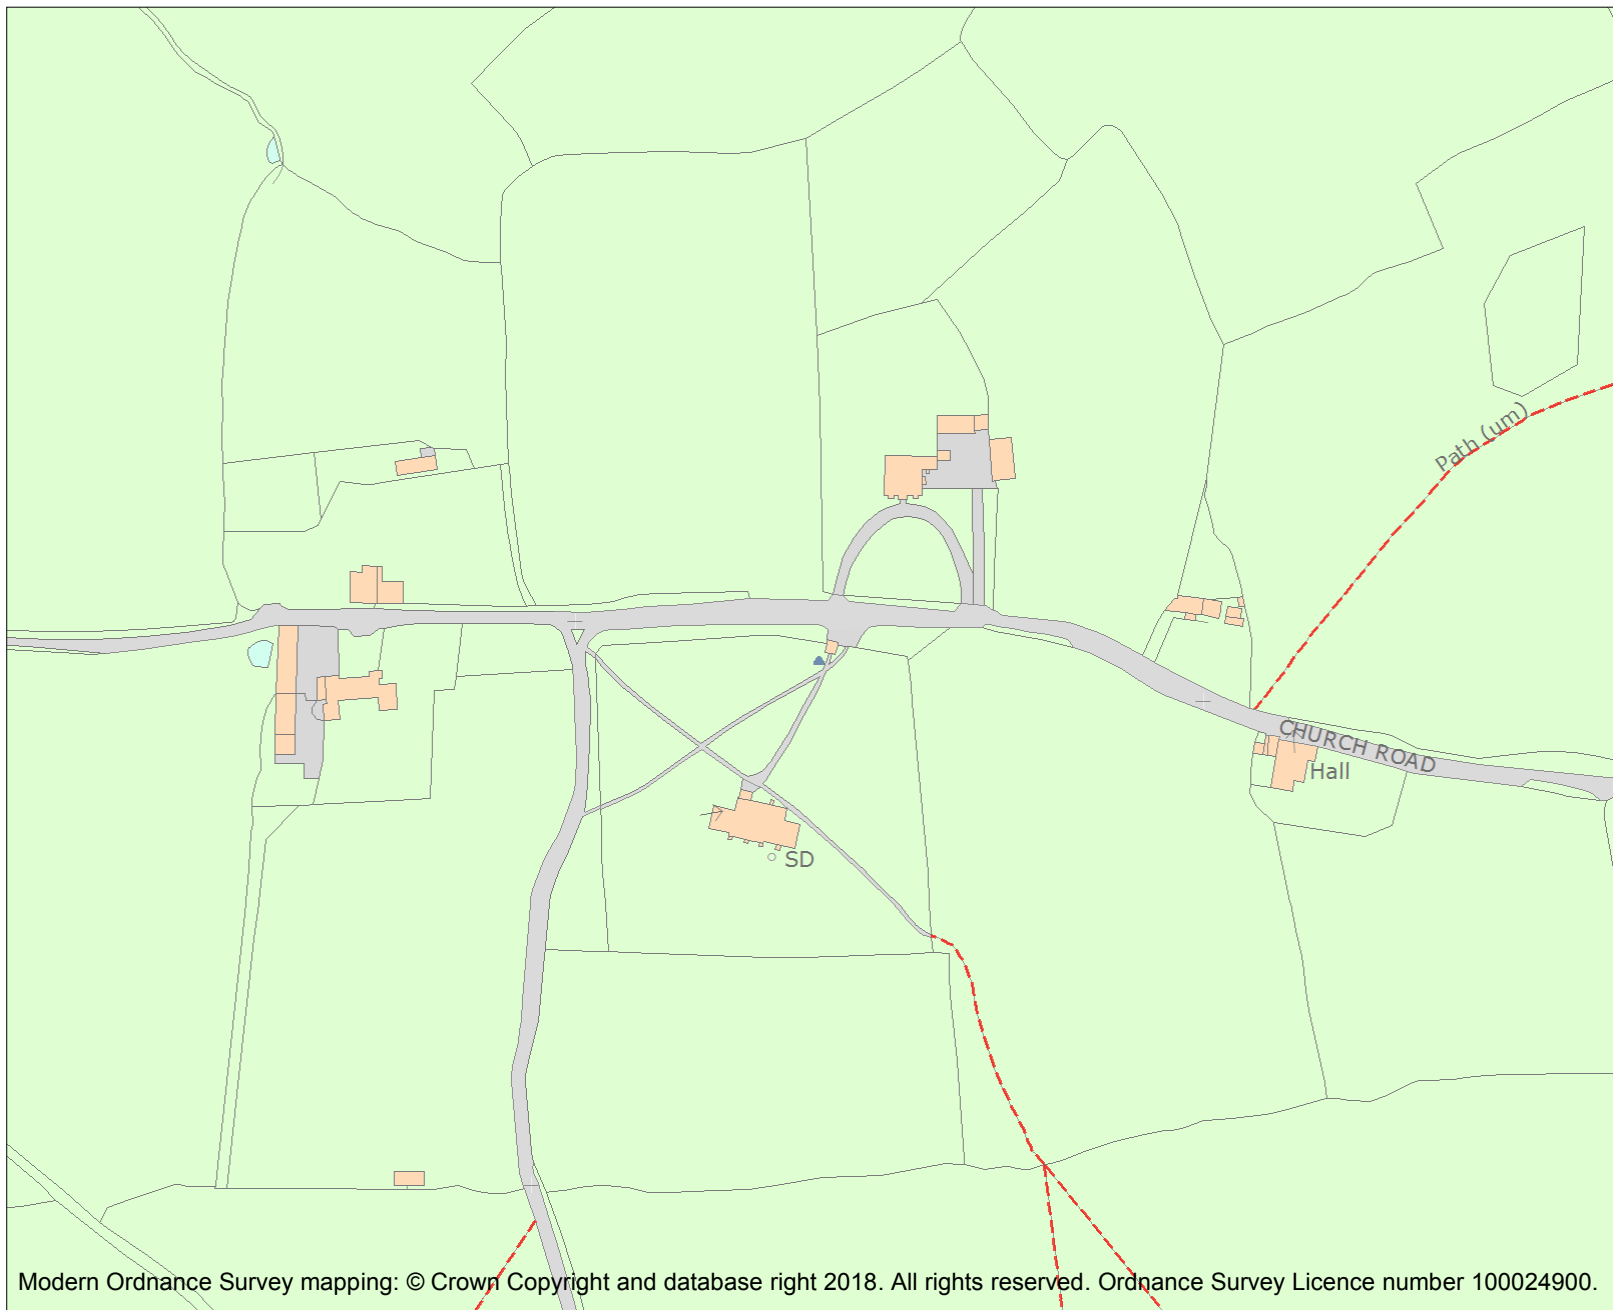 Path (um)
CHURCH ROAD
Hall
SD
Modern Ordnance Survey mapping: © Crown Copyright and database right 2018. All rights reserved. Ordnance Survey Licence number 100024900.